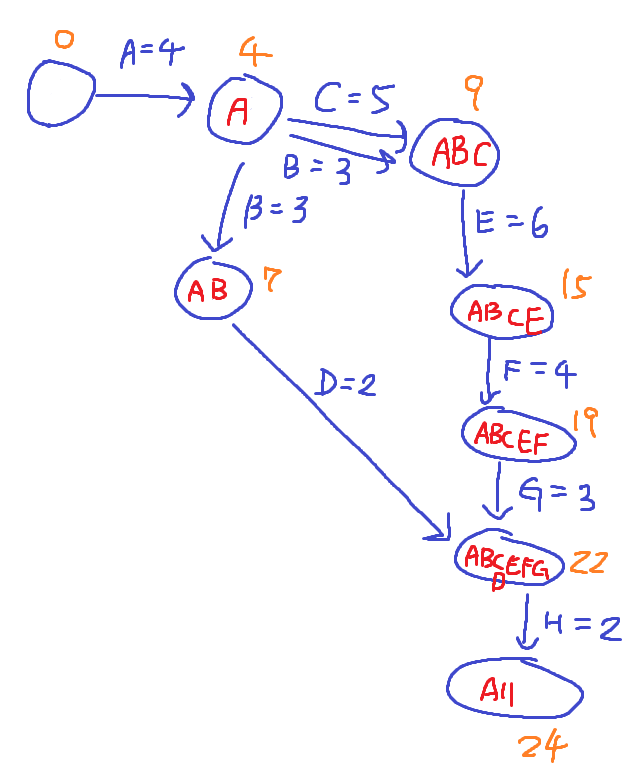 0
A=4
4
A
C=5
B=3
9
ABC
B=3
E=6
AB
7
15
ABCE
D=2
F=4
19
ABCEF
G=3
ABCEFG
D
22
H=2
All
24